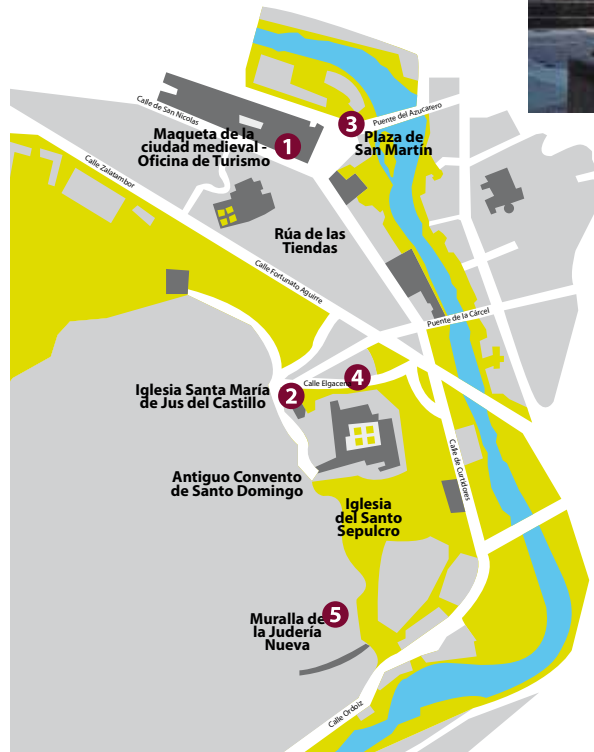 Calle de San Nicolas
Puente del Azucarero
Maqueta de la
ciudad medieval -
Oficina de Turismo
1
3
Plaza de
San Martín
Calle Zalatambor
Rúa de las
Tiendas
Calle Fortunato Aguirre
Puente de la Cárcel
Calle Elgacena
4
Iglesia Santa María
de Jus del Castillo
2
Calle de Curtidores
Antiguo Convento
de Santo Domingo
Iglesia
del Santo
Sepulcro
Muralla de
la Judería
Nueva
5
Calle Ordoiz